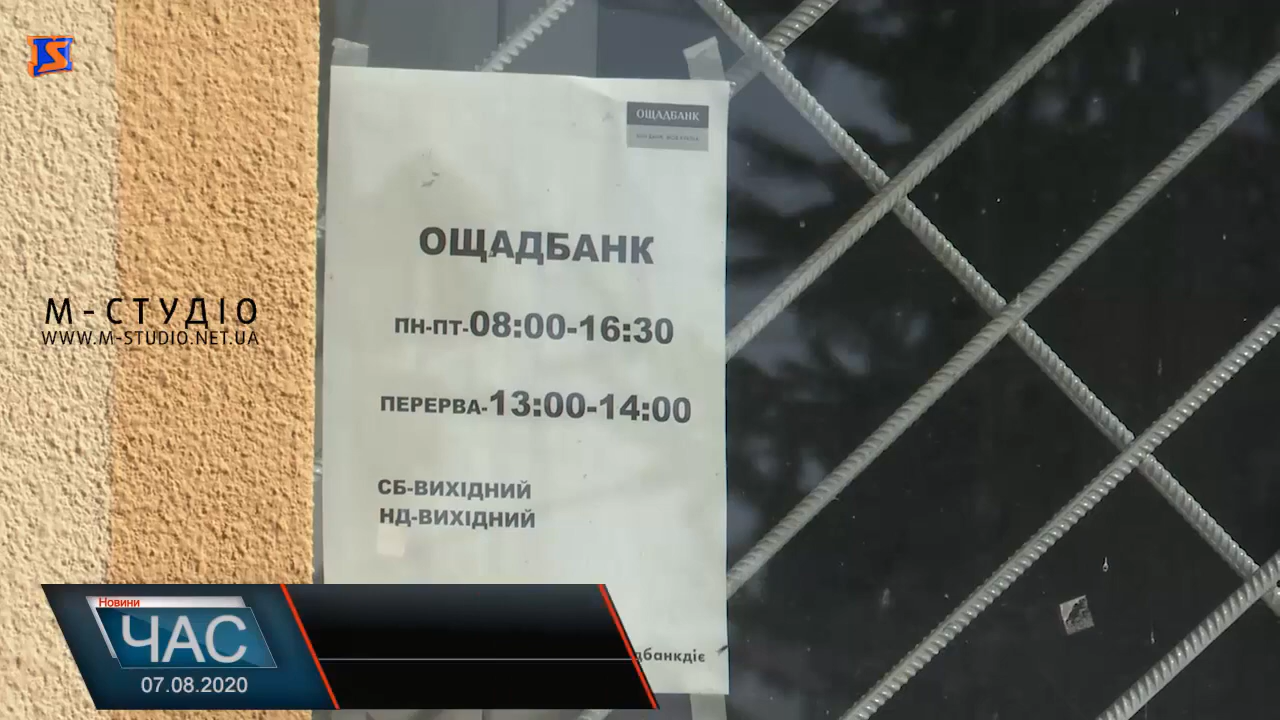 ОЩАДБАНК
ОЩАДБАНК
ПН-ПТ-08:00-16:30
ПЕРЕРВА-13:00-14:00
СБ-ВИХІДНИЙ
НД-ВИХІДНИЙ
дбанкдіє
М-СТУДІО
WWW.M-STUDIO.NET.UA
Новини
ЧАС
07.08.2020